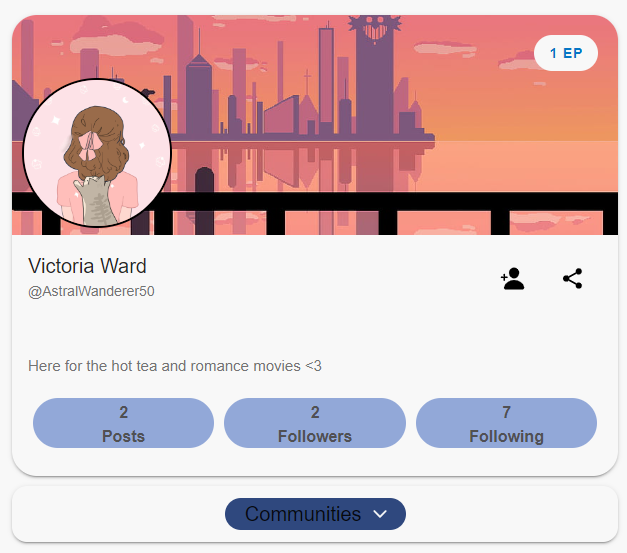 1 EP
Victoria Ward
@AstralWanderer50
Here for the hot tea and romance movies <3
2
Posts
2
Followers
7
Following
Communities